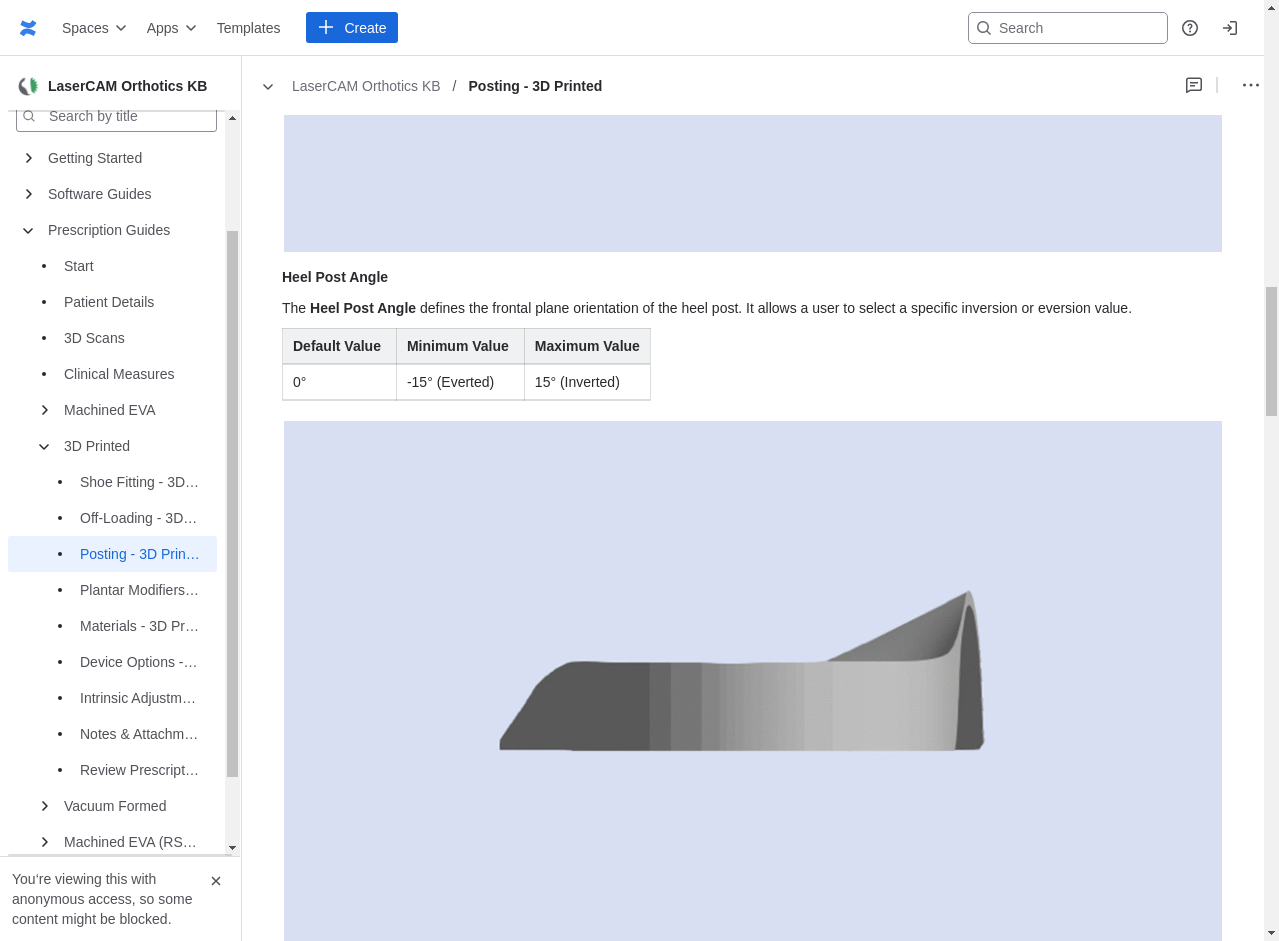 Spaces Apps Templates Create Search
LaserCAM Orthotics KB
LaserCAM Orthotics KB / Posting - 3D Printed
Search by title
Getting Started
Software Guides
Prescription Guides
Start
Patient Details
3D Scans
Clinical Measures
Machined EVA
3D Printed
Shoe Fitting - 3D…
Off-Loading - 3D…
Posting - 3D Prin…
Plantar Modifiers…
Materials - 3D Pr…
Device Options -…
Intrinsic Adjustm…
Notes & Attachm…
Review Prescript…
Vacuum Formed
Machined EVA (RS…
You‘re viewing this with
anonymous access, so some
content might be blocked.
Heel Post Angle
The Heel Post Angle defines the frontal plane orientation of the heel post. It allows a user to select a specific inversion or eversion value.
Default Value Minimum Value Maximum Value
0° -15° (Everted) 15° (Inverted)